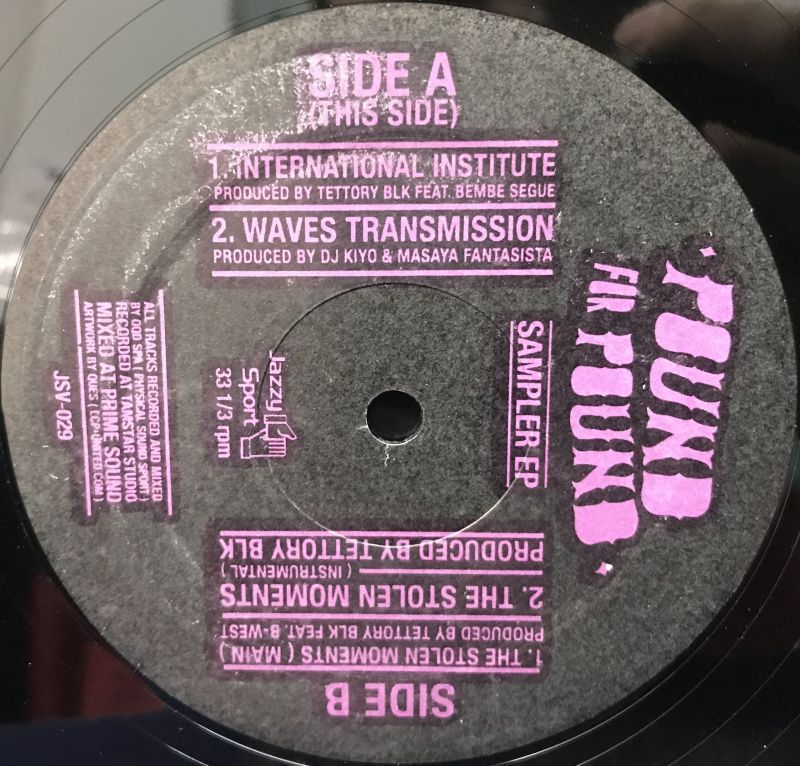 SIDE A
(THIS SIDE)
1. INTERNATIONAL INSTITUTE
PRODUCED BY TETTORY BLK FEAT. BEMBE SEGUE
2. WAVES TRANSMISSION
PRODUCED BY DJ KIYO & MASAYA FANTASISTA
POUND
FIR POUND
SAMPLER EP
Jazzy
Sport
33 1/3 rpm
ALL TRACKS RECORDED AND MIXED
BY OQD SPA ( PHYSICAL SOUND SPORT )
RECORDED AT TAMSTAR STUDIO
MIXED AT PRIME SOUND
ARTWORK BY QUES ( LCP-UNITED.COM )
JSV-029
SIDE B
1. THE STOLEN MOMENTS ( MAIN )
PRODUCED BY TETTORY BLK FEAT. B-WEST
2. THE STOLEN MOMENTS
( INSTRUMENTAL )
PRODUCED BY TETTORY BLK